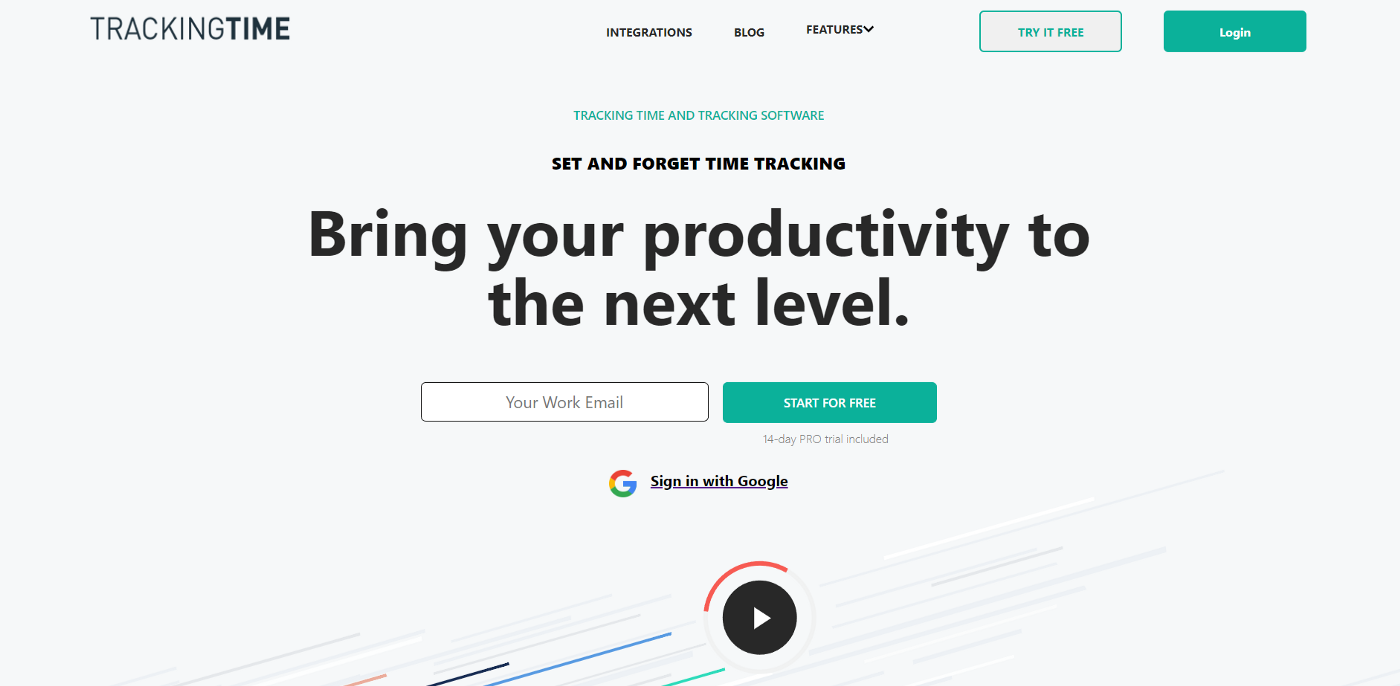 TRACKINGTIME
INTEGRATIONS
BLOG
FEATURES
TRY IT FREE
Login
TRACKING TIME AND TRACKING SOFTWARE
SET AND FORGET TIME TRACKING
Bring your productivity to
the next level.
Your Work Email
START FOR FREE
14-day PRO trial included
Sign in with Google